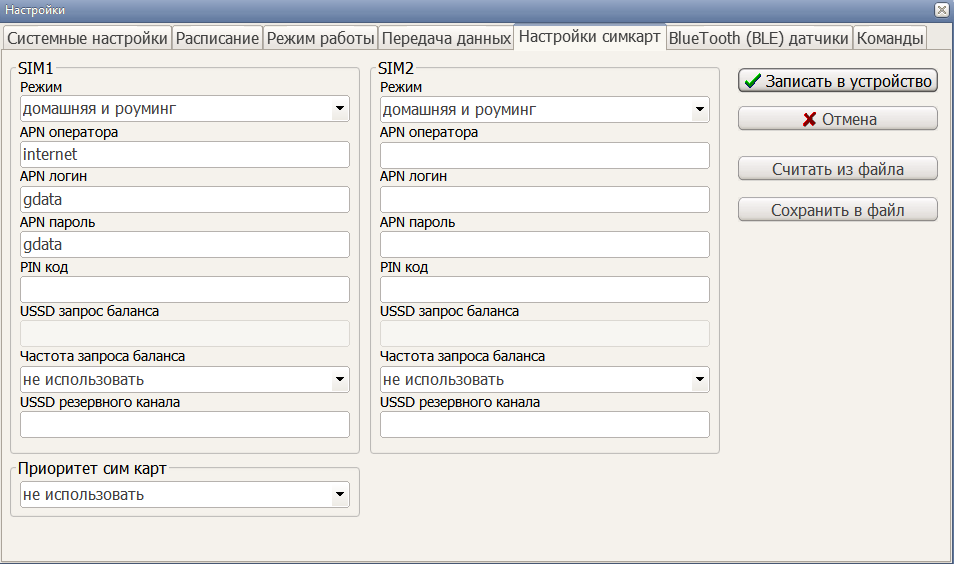 Настройки
Системные настройки
Расписание
Режим работы
Передача данных
Настройки симкарт
BlueTooth (BLE) датчики
Команды
SIM1
Режим
домашняя и роуминг
APN оператора
internet
APN логин
gdata
APN пароль
gdata
PIN код
USSD запрос баланса
Частота запроса баланса
не использовать
USSD резервного канала
Приоритет сим карт
не использовать
SIM2
Режим
домашняя и роуминг
APN оператора
APN логин
APN пароль
PIN код
USSD запрос баланса
Частота запроса баланса
не использовать
USSD резервного канала
Записать в устройство
Отмена
Считать из файла
Сохранить в файл